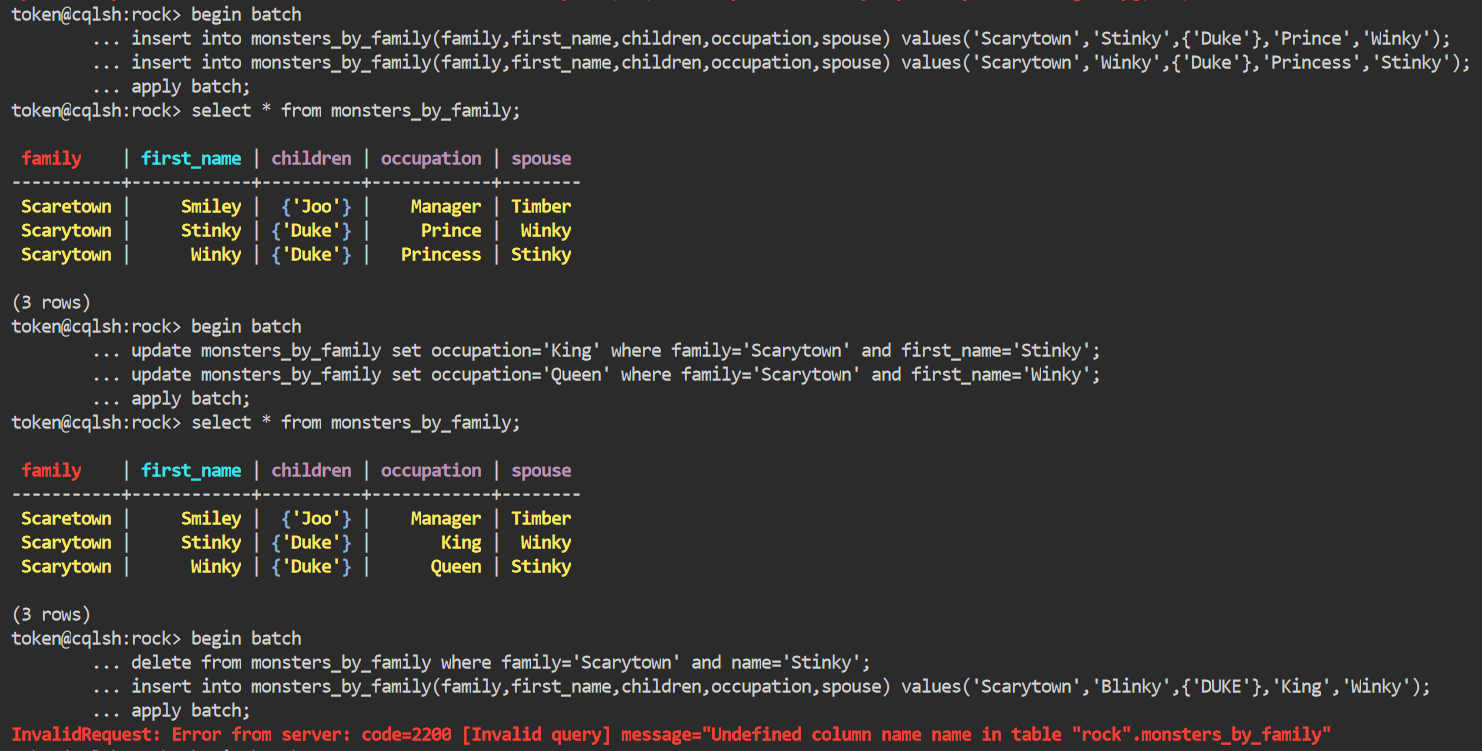 token@cqlsh:rock> begin batch
... insert into monsters_by_family(family,first_name,children,occupation,spouse) values('Scarytown','Stinky',{'Duke'},'Prince','Winky');
... insert into monsters_by_family(family,first_name,children,occupation,spouse) values('Scarytown','Winky',{'Duke'},'Princess','Stinky');
... apply batch;
token@cqlsh:rock> select * from monsters_by_family;
family | first_name | children | occupation | spouse
-----------+------------+----------+------------+--------
Scaretown | Smiley | {'Joo'} | Manager | Timber
Scarytown | Stinky | {'Duke'} | Prince | Winky
Scarytown | Winky | {'Duke'} | Princess | Stinky
(3 rows)
token@cqlsh:rock> begin batch
... update monsters_by_family set occupation='King' where family='Scarytown' and first_name='Stinky';
... update monsters_by_family set occupation='Queen' where family='Scarytown' and first_name='Winky';
... apply batch;
token@cqlsh:rock> select * from monsters_by_family;
family | first_name | children | occupation | spouse
-----------+------------+----------+------------+--------
Scaretown | Smiley | {'Joo'} | Manager | Timber
Scarytown | Stinky | {'Duke'} | King | Winky
Scarytown | Winky | {'Duke'} | Queen | Stinky
(3 rows)
token@cqlsh:rock> begin batch
... delete from monsters_by_family where family='Scarytown' and name='Stinky';
... insert into monsters_by_family(family,first_name,children,occupation,spouse) values('Scarytown','Blinky',{'DUKE'},'King','Winky');
... apply batch;
InvalidRequest: Error from server: code=2200 [Invalid query] message="Undefined column name name in table "rock".monsters_by_family"